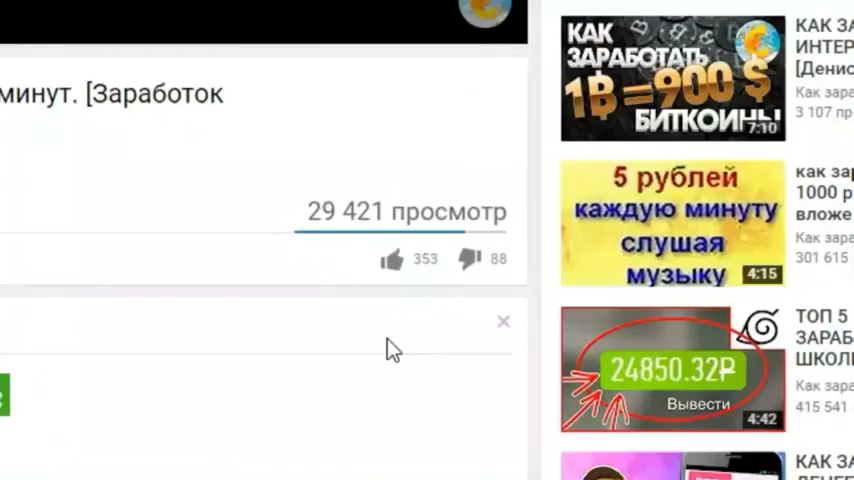 минут. [Заработок
29 421 просмотр
353
88
КАК
ЗАРАБОТАТЬ
1B=900$
БИТКОИНЫ
7:10
КАК ЗА
ИНТЕР
[Денис
Как зара
3 107 пр
5 рублей
каждую минуту
слушая
музыку
4:15
как зар
1000 р
вложе
Как зара
301 615
24850.32₽
Вывести
4:42
ТОП 5
ЗАРАБ
ШКОЛ
Как зара
415 541
КАК ЗА